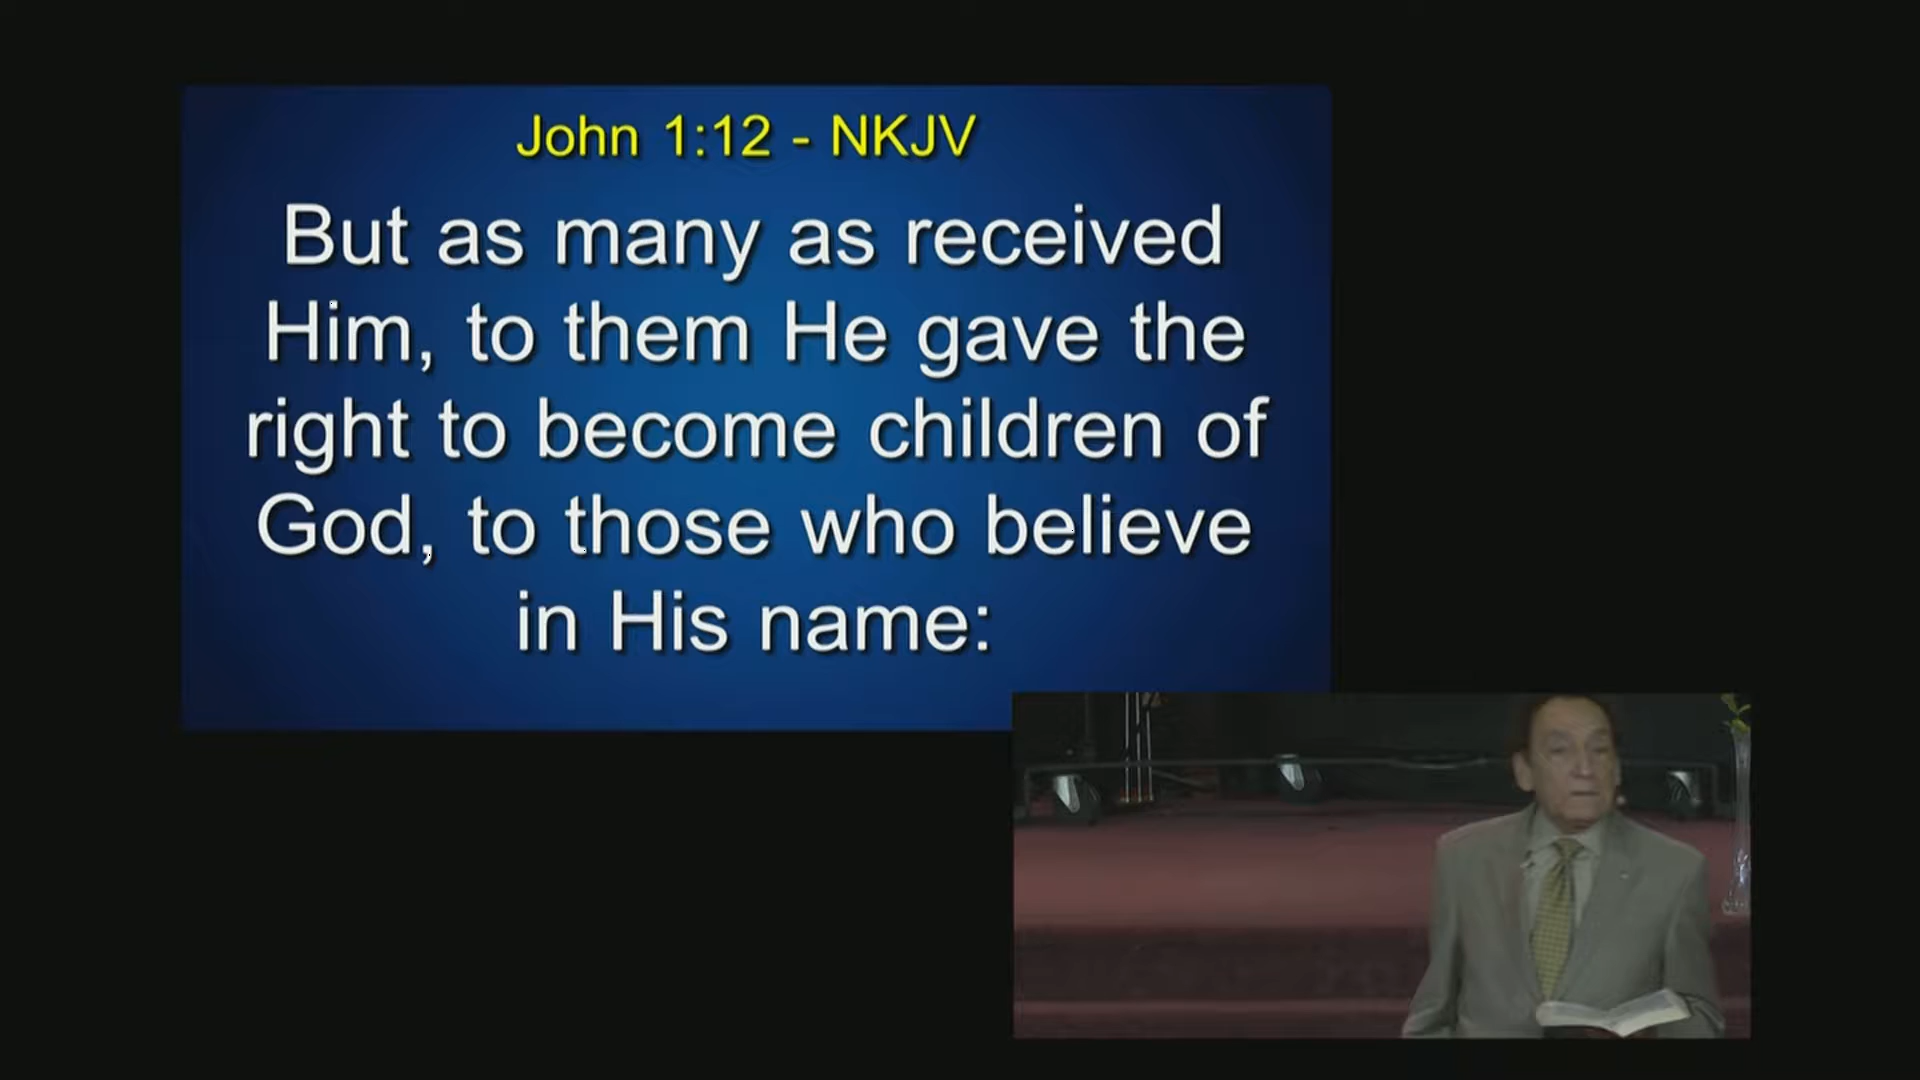 John 1:12 - NKJV
But as many as received
Him, to them He gave the
right to become children of
God, to those who believe
in His name: